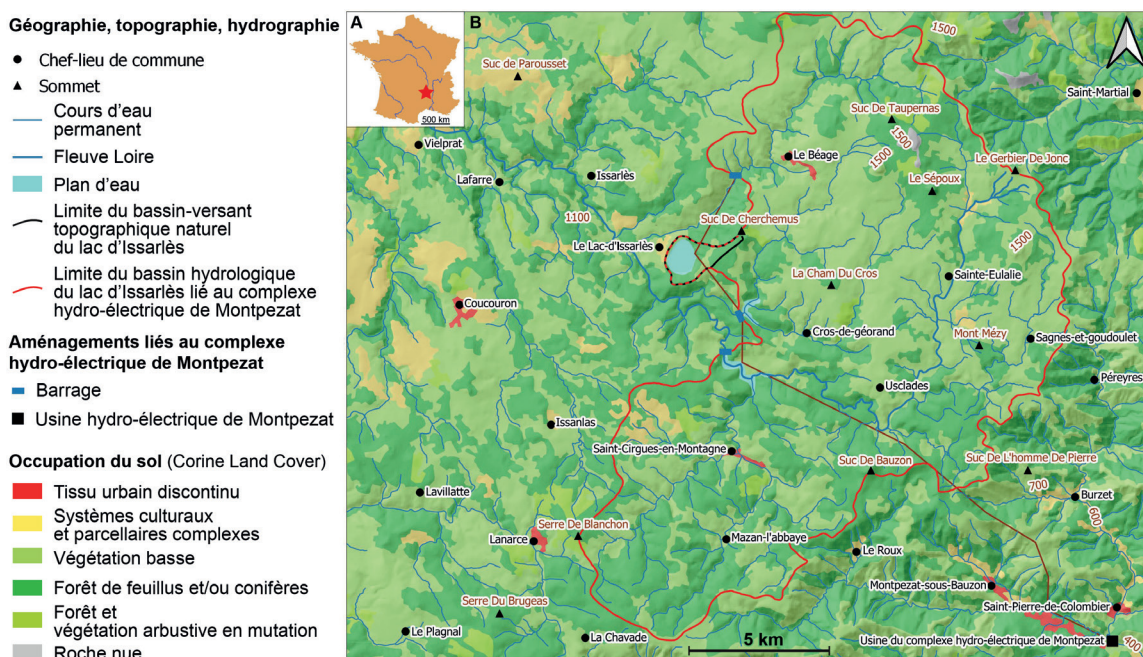 Géographie, topographie, hydrographie
Chef-lieu de commune
Sommet
Cours d'eau
permanent
Fleuve Loire
Plan d'eau
Limite du bassin-versant
topographique naturel
du lac d'Issarlès
Limite du bassin hydrologique
du lac d'Issarlès lié au complexe
hydro-électrique de Montpezat
Aménagements liés au complexe
hydro-électrique de Montpezat
Barrage
Usine hydro-électrique de Montpezat
Occupation du sol (Corine Land Cover)
Tissu urbain discontinu
Systèmes culturaux
et parcellaires complexes
Végétation basse
Forêt de feuillus et/ou conifères
Forêt et
végétation arbustive en mutation
Roche nue
A
500 km
B
1500
Suc de Parousset
Saint-Martial
Suc De Taupernas
1500
Vielprat
Le Béage
1500
Le Gerbier De Jonc
Lafarre
Issarlès
Le Sépoux
1100
Suc De Cherchemus
Le Lac-d'Issarlès
1500
La Cham Du Cros
Sainte-Eulalie
Coucouron
Cros-de-géorand
Mont Mézy
Sagnes-et-goudoulet
Péreyres
Usclades
Issanlas
Saint-Cirgues-en-Montagne
Suc De Bauzon
Suc De L'homme De Pierre
700
Lavillatte
Burzet
600
Serre De Blanchon
Lanarce
Mazan-l'abbaye
Le Roux
Montpezat-sous-Bauzon
Serre Du Brugeas
Saint-Pierre-de-Colombier
Le Plagnal
La Chavade
5 km
Usine du complexe hydro-électrique de Montpezat
400